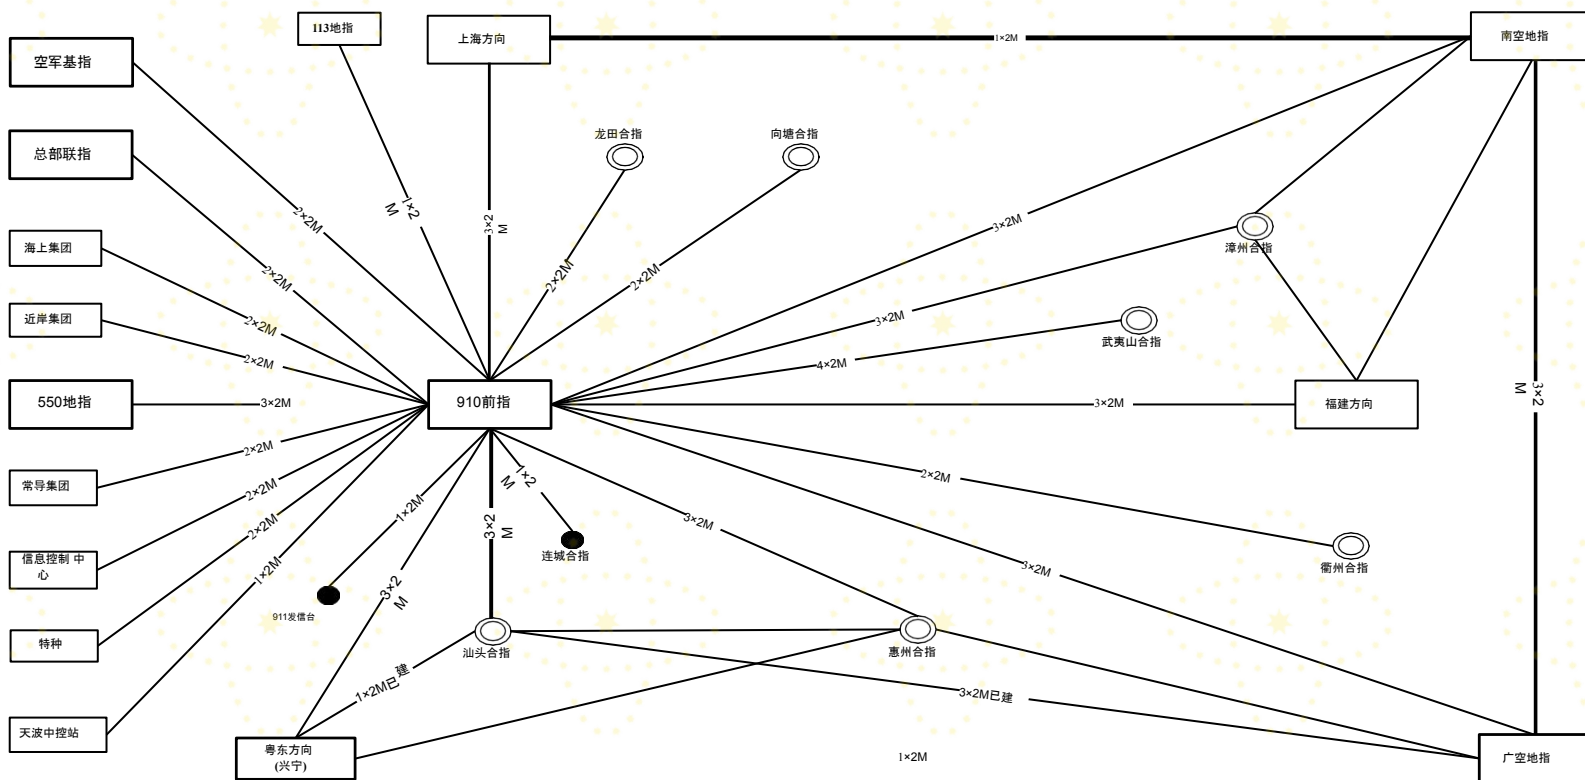 113地指
上海方向
1×2M
南空地指
空军基指
龙田合指
向塘合指
总部联指
1×2
M
2×2M
3×2
M
3×2M
海上集团
2×2M
2×2M
2×2M
漳州合指
近岸集团
2×2M
3×2M
武夷山合指
2×2M
4×2M
550地指
3×2M
910前指
3×2M
福建方向
3×2
M
常导集团
2×2M
2×2M
1×2
M
2×2M
1×2M
3×2
M
3×2M
信息控制 中
心
2×2M
连城合指
衢州合指
1×2M
3×2
M
3×2M
911发信台
特种
汕头合指
惠州合指
1×2M已建
3×2M已建
天波中控站
粤东方向
(兴宁)
1×2M
广空地指